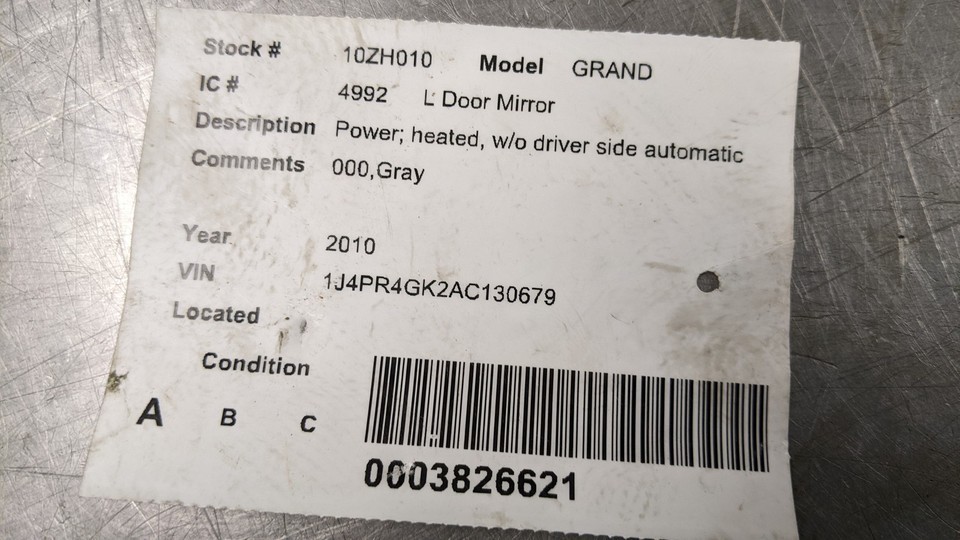 Stock # 10ZH010 Model GRAND
IC # 4992 L Door Mirror
Description Power; heated, w/o driver side automatic
Comments 000,Gray
Year 2010
VIN 1J4PR4GK2AC130679
Located
Condition
A B C
0003826621